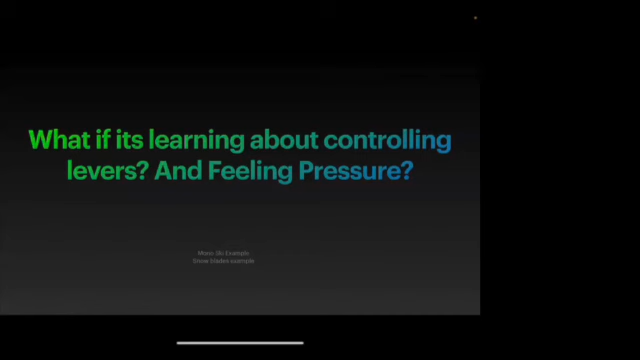 What if its learning about controlling
levers? And Feeling Pressure?
Mono Ski Example
Snow blades example